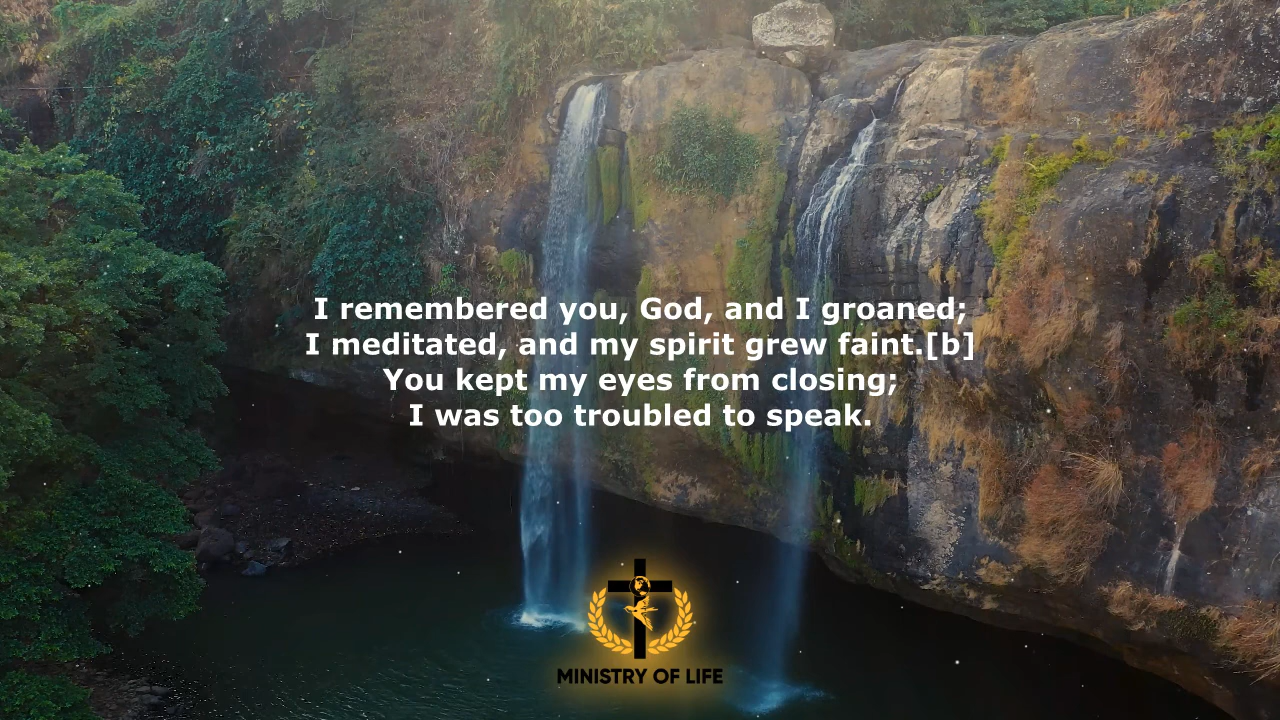 I remembered you, God, and I groaned;
I meditated, and my spirit grew faint.[b]
You kept my eyes from closing;
I was too troubled to speak.
MINISTRY OF LIFE